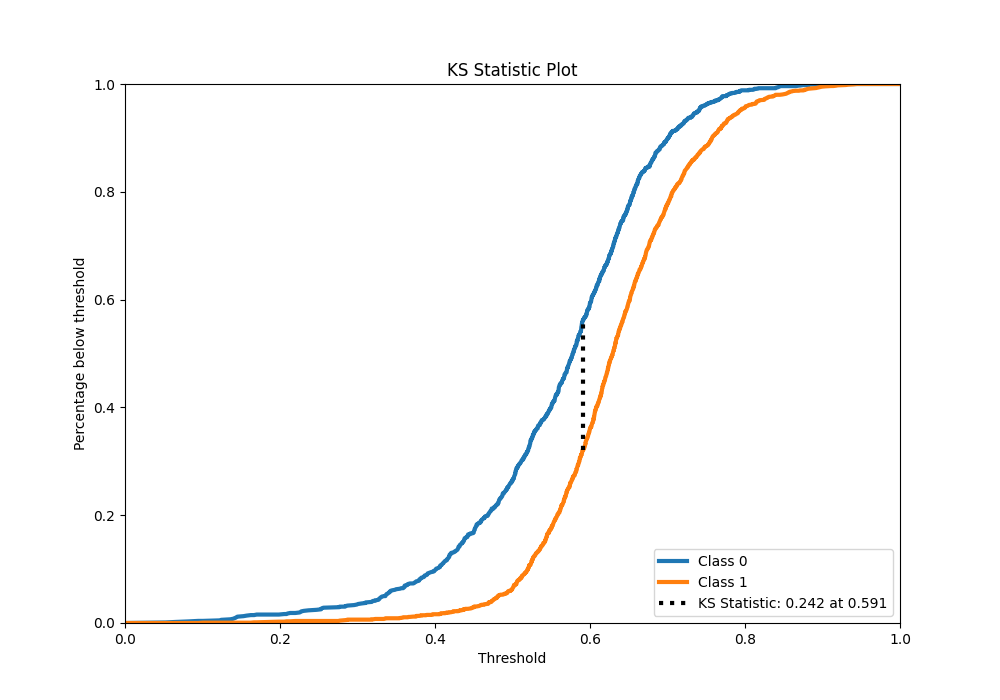 KS Statistic Plot
1.0
0.8
0.6
0.4
0.2
0.0
Percentage below threshold
0.0 0.2 0.4 0.6 0.8 1.0
Threshold
Class 0
Class 1
KS Statistic: 0.242 at 0.591